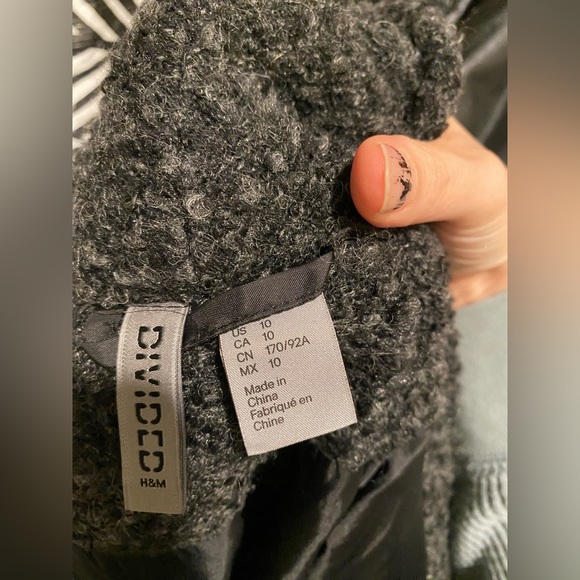 DIVIDED
H&M
US 10
CA 10
CN 170/92A
MX 10
Made in
China
Fabriqué en
Chine